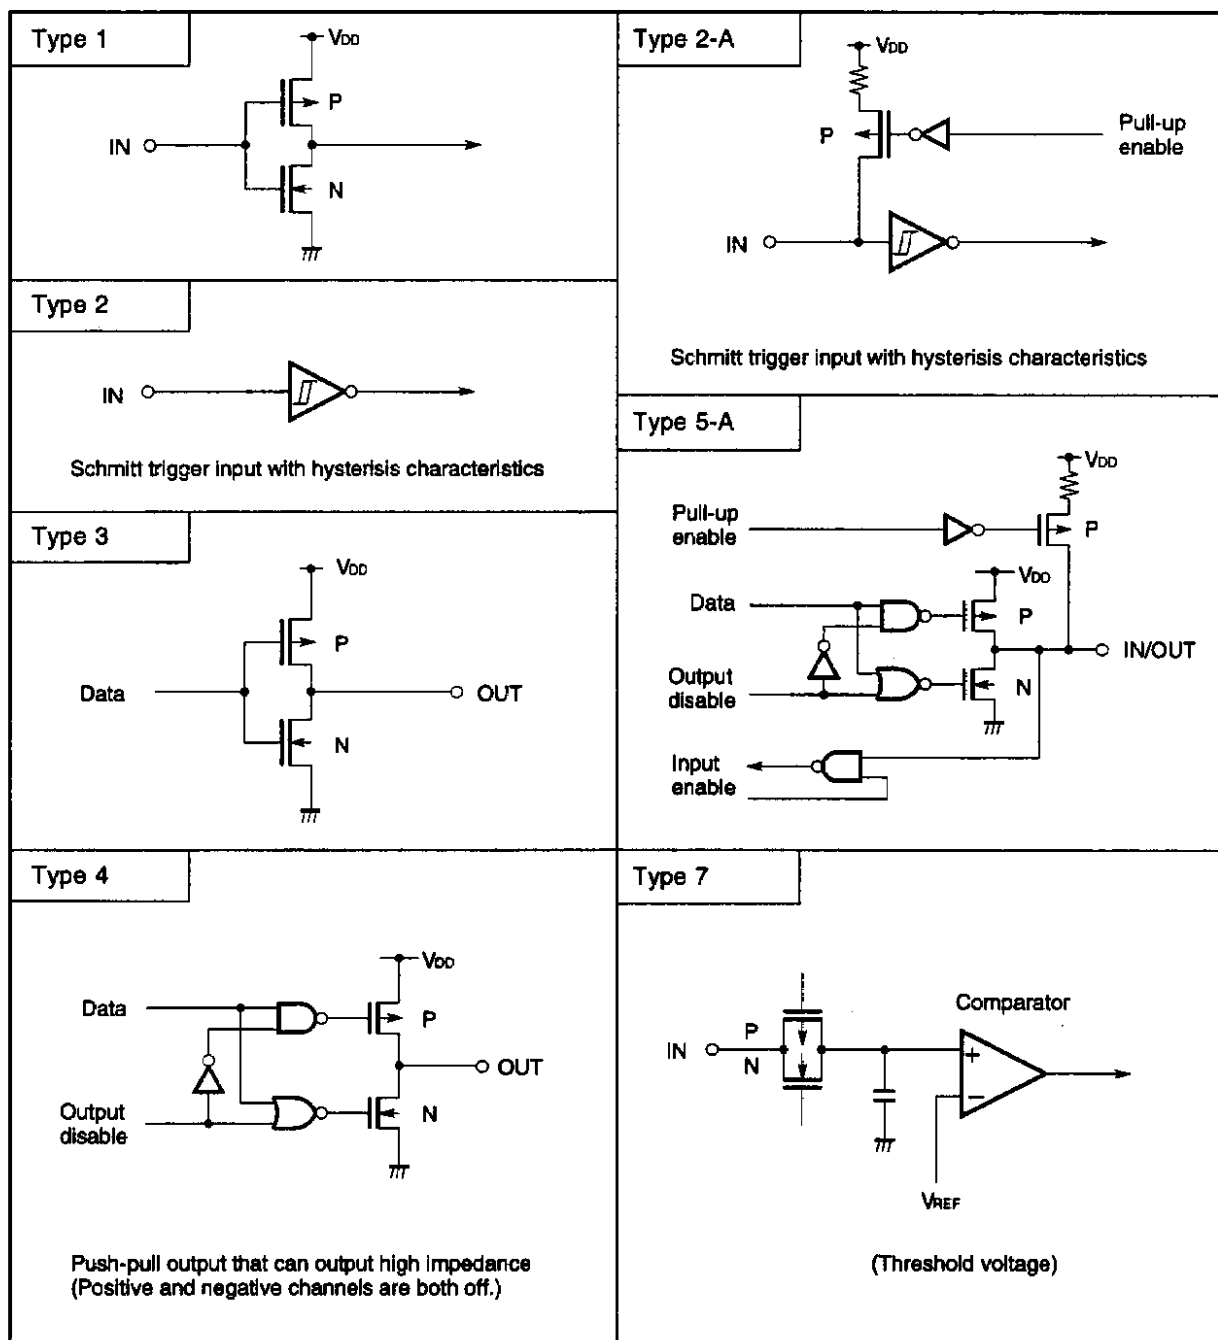 Type 1
VDD
P
IN
N
Type 2
IN
Schmitt trigger input with hysterisis characteristics
Type 3
VDD
P
Data
OUT
N
Type 4
VDD
Data
P
OUT
Output
disable
N
Push-pull output that can output high impedance
(Positive and negative channels are both off.)
Type 2-A
VDD
P
Pull-up
enable
IN
Schmitt trigger input with hysterisis characteristics
Type 5-A
VDD
Pull-up
enable
P
VDD
Data
P
IN/OUT
Output
disable
N
Input
enable
Type 7
Comparator
P
IN
N
+
−
VREF
(Threshold voltage)